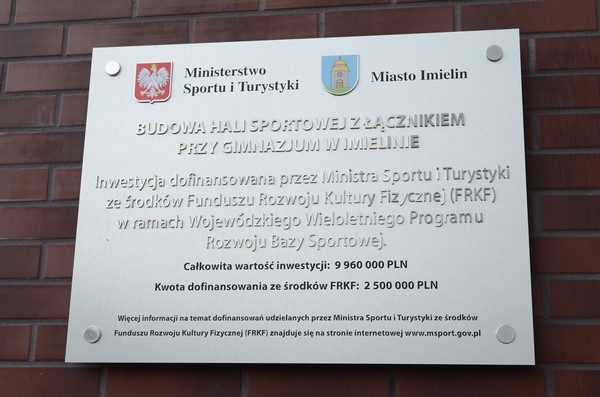 Ministerstwo
Sportu i Turystyki
Miasto Imielin
BUDOWA HALI SPORTOWEJ Z ŁĄCZNIKIEM
PRZY GIMNAZJUM W IMIELINIE
Inwestycja dofinansowana przez Ministra Sportu i Turystyki
ze środków Funduszu Rozwoju Kultury Fizycznej (FRKF)
w ramach Wojewódzkiego Wieloletniego Programu
Rozwoju Bazy Sportowej.
Całkowita wartość inwestycji: 9 960 000 PLN
Kwota dofinansowania ze środków FRKF: 2 500 000 PLN
Więcej informacji na temat dofinansowań udzielanych przez Ministra Sportu i Turystyki ze środków
Funduszu Rozwoju Kultury Fizycznej (FRKF) znajduje się na stronie internetowej www.msport.gov.pl